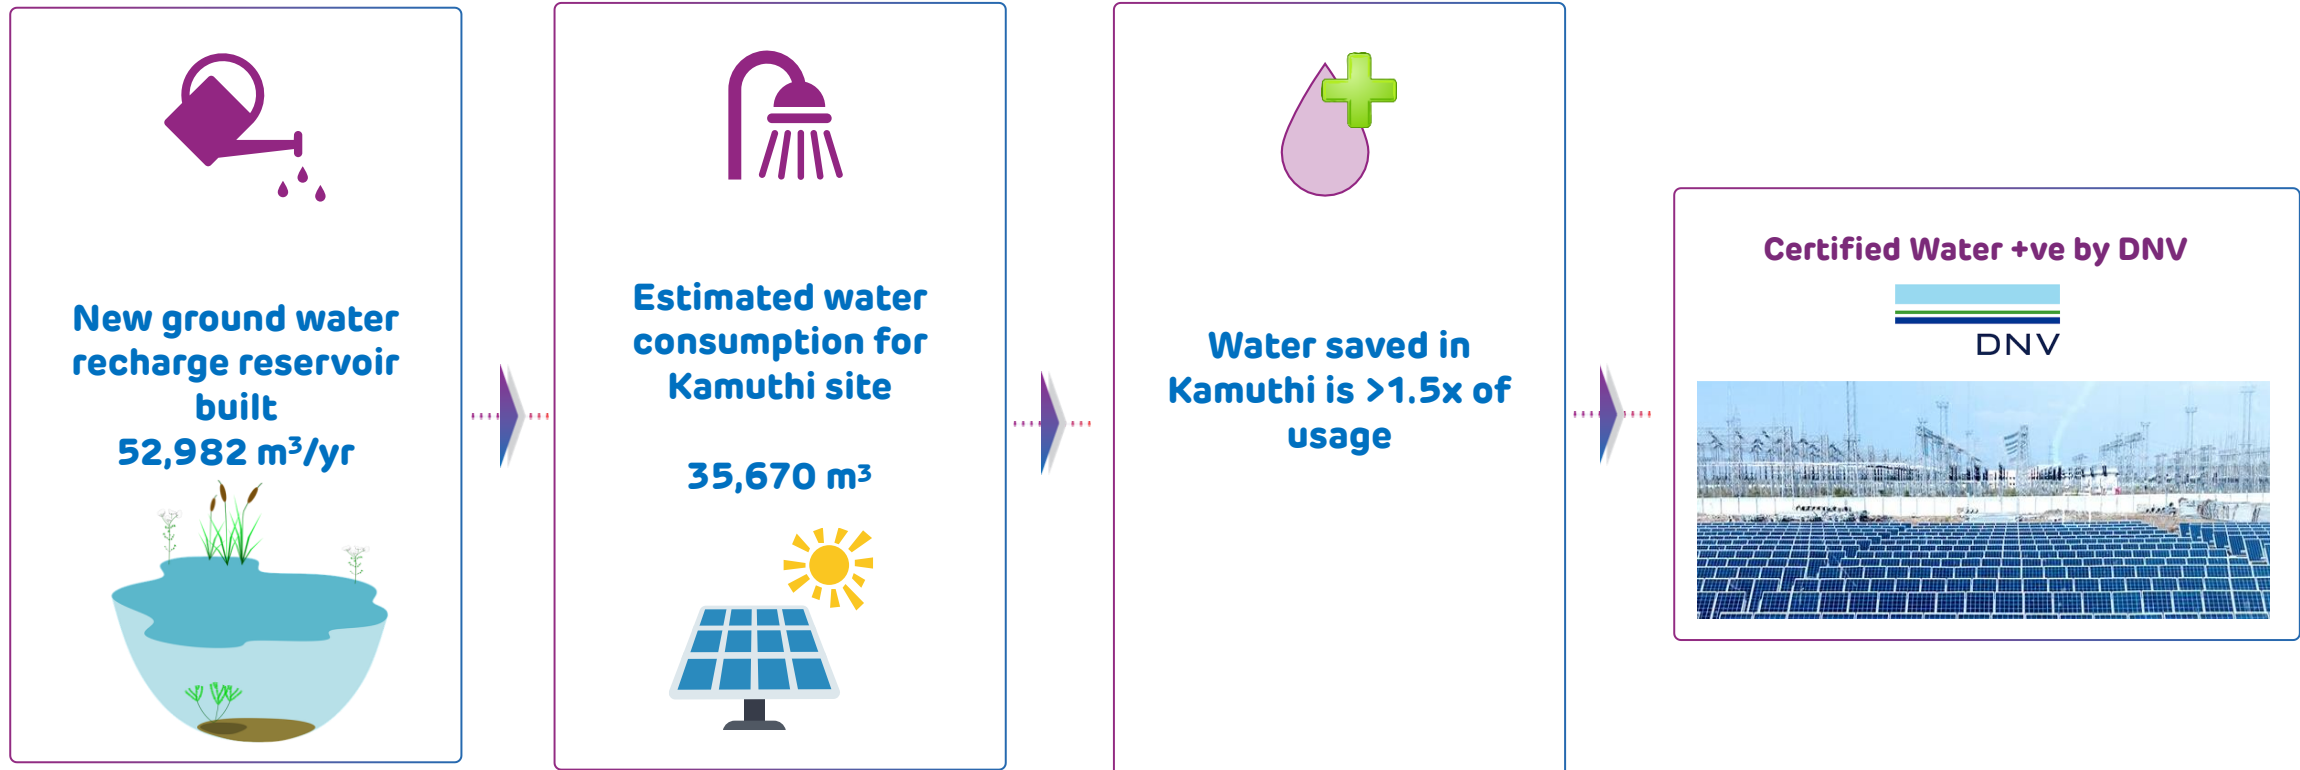 New ground water
recharge reservoir
built
52,982 m³/yr
Estimated water
consumption for
Kamuthi site
35,670 m³
Water saved in
Kamuthi is >1.5x of
usage
Certified Water +ve by DNV
DNV